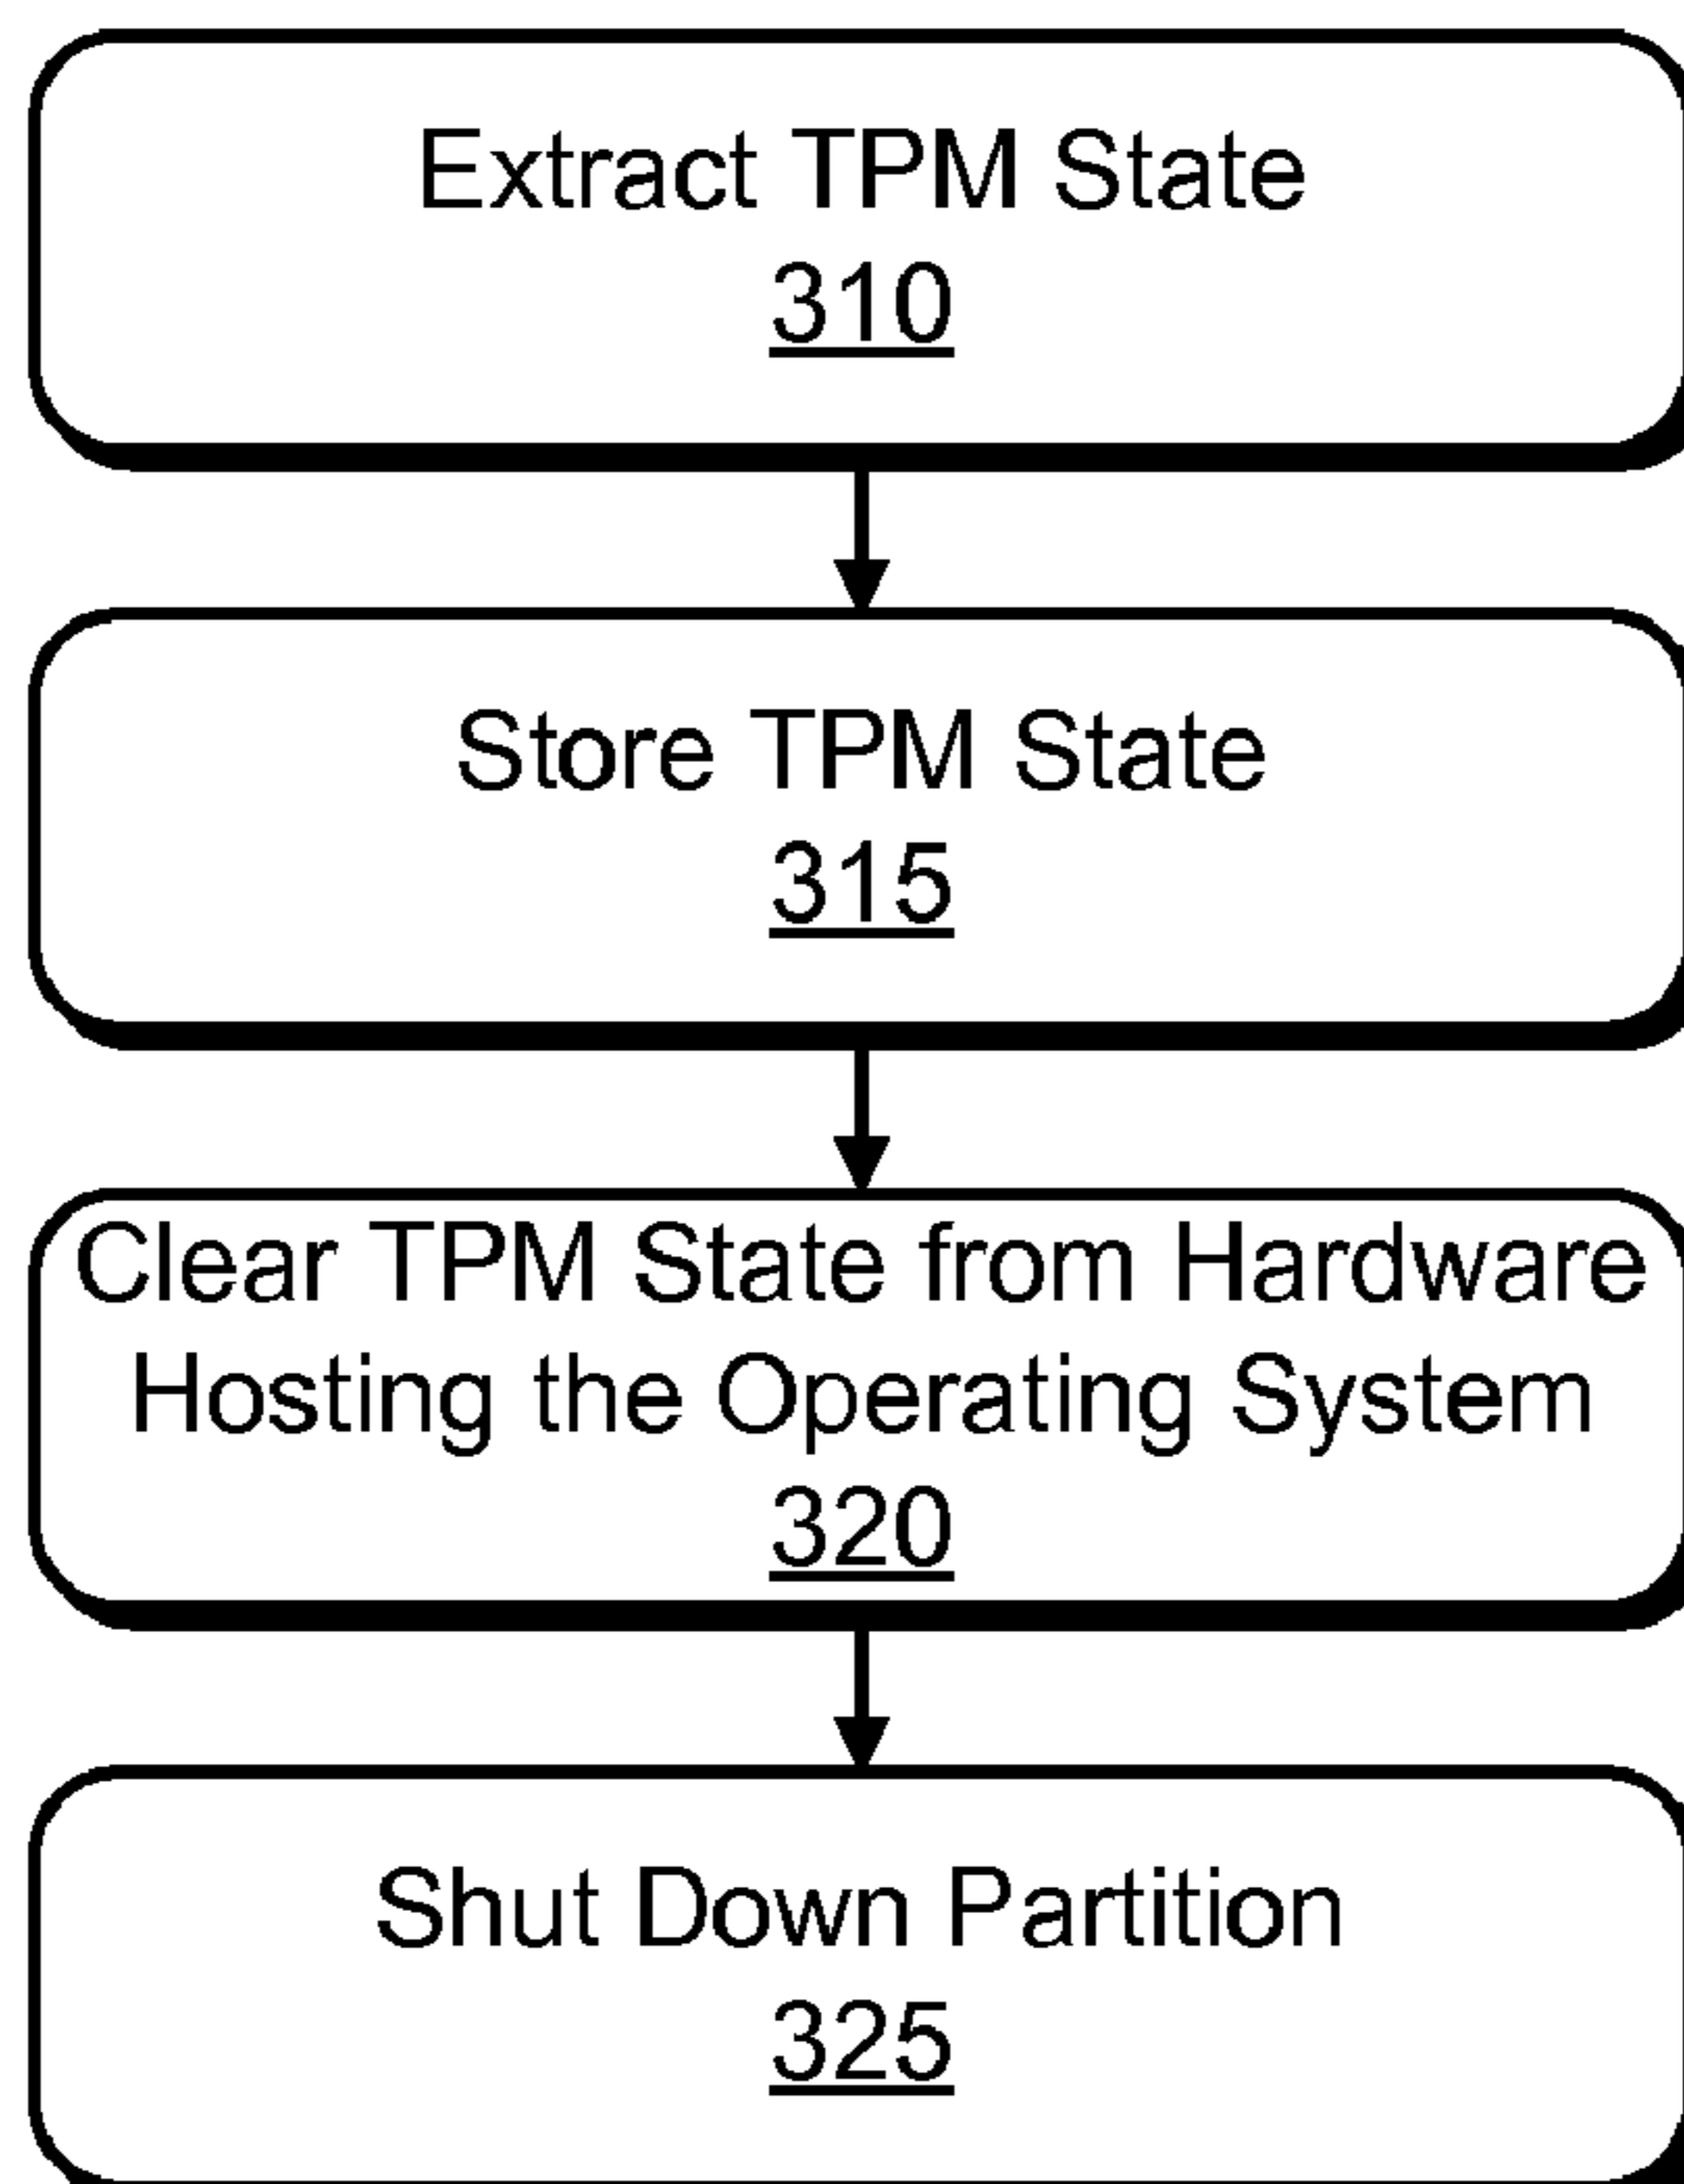 Extract TPM State
310
Store TPM State
315
Clear TPM State from Hardware
Hosting the Operating System
320
Shut Down Partition
325